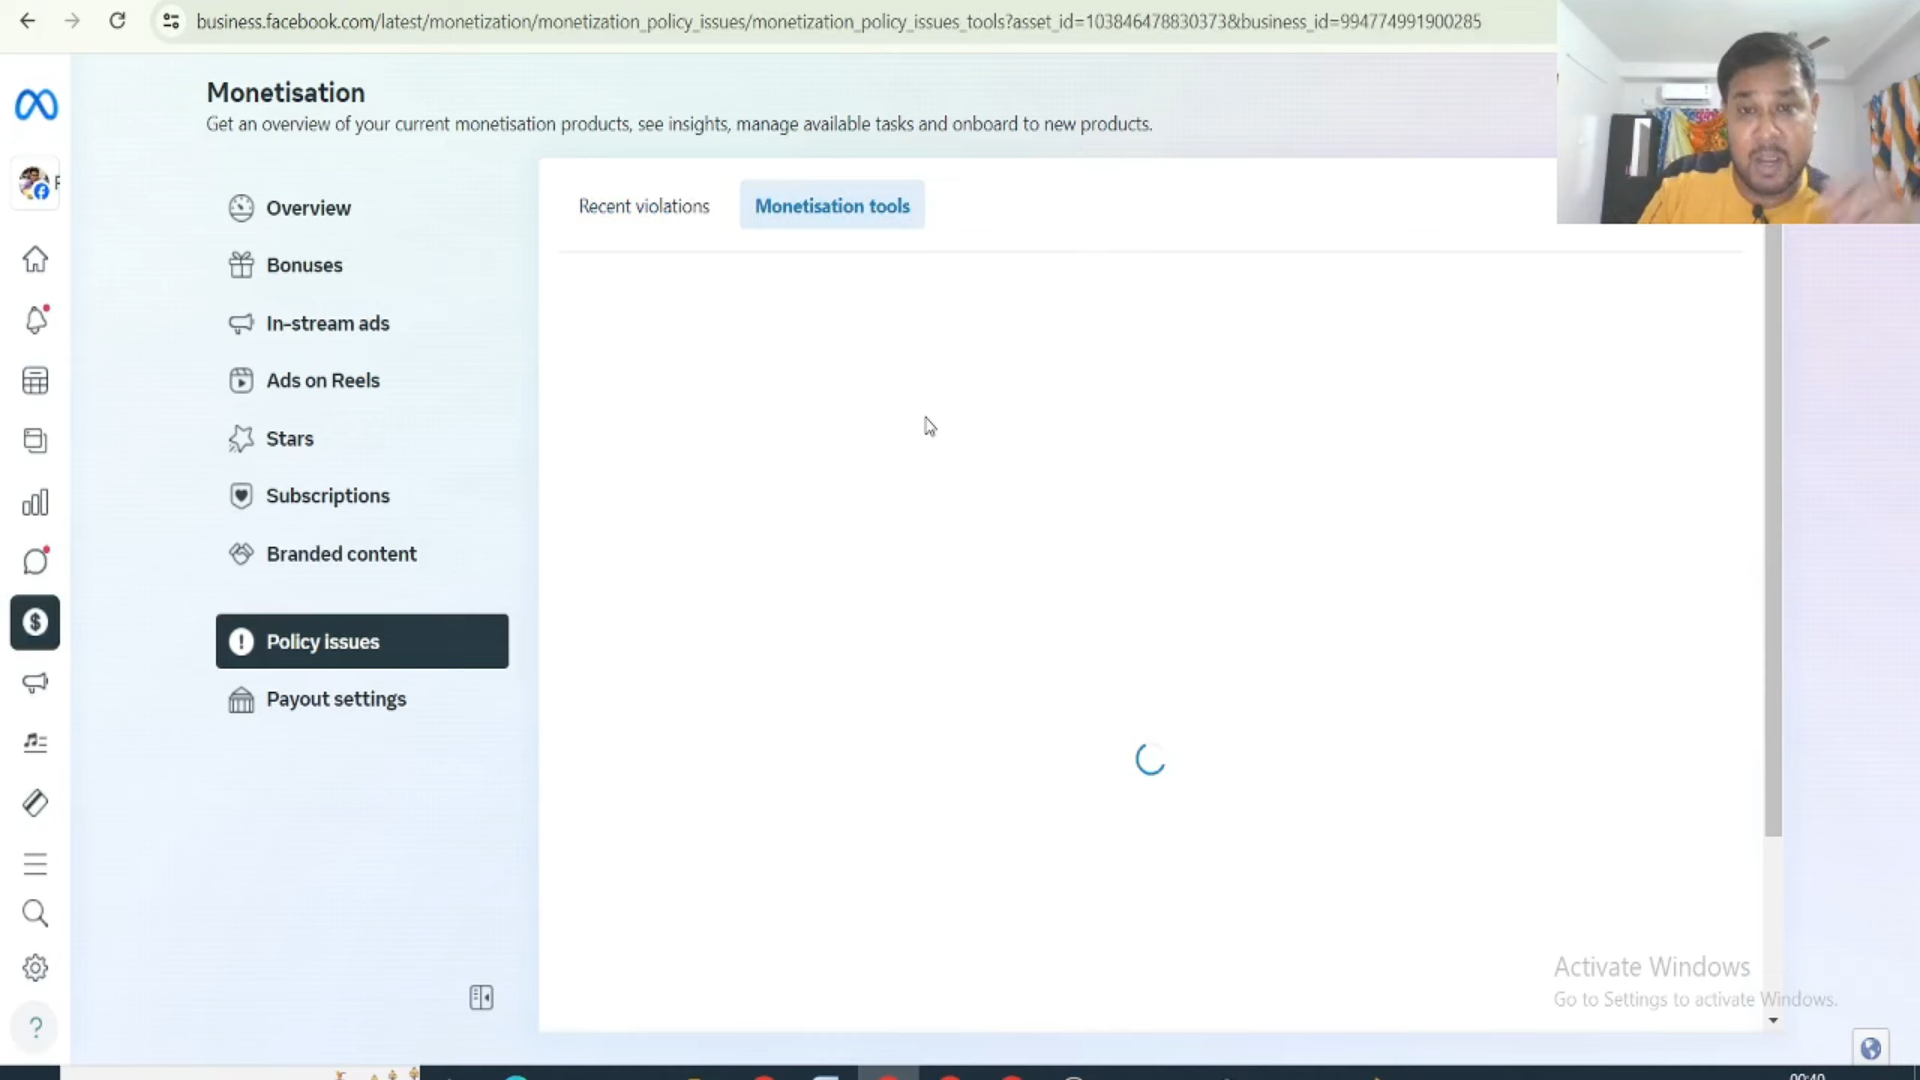 business.facebook.com/latest/monetization/monetization_policy_issues/monetization_policy_issues_tools?asset_id=103846478830373&business_id=994774991900285
Monetisation
Get an overview of your current monetisation products, see insights, manage available tasks and onboard to new products.
Overview
Bonuses
In-stream ads
Ads on Reels
Stars
Subscriptions
Branded content
Policy issues
Payout settings
Recent violations
Monetisation tools
Activate Windows
Go to Settings to activate Windows.